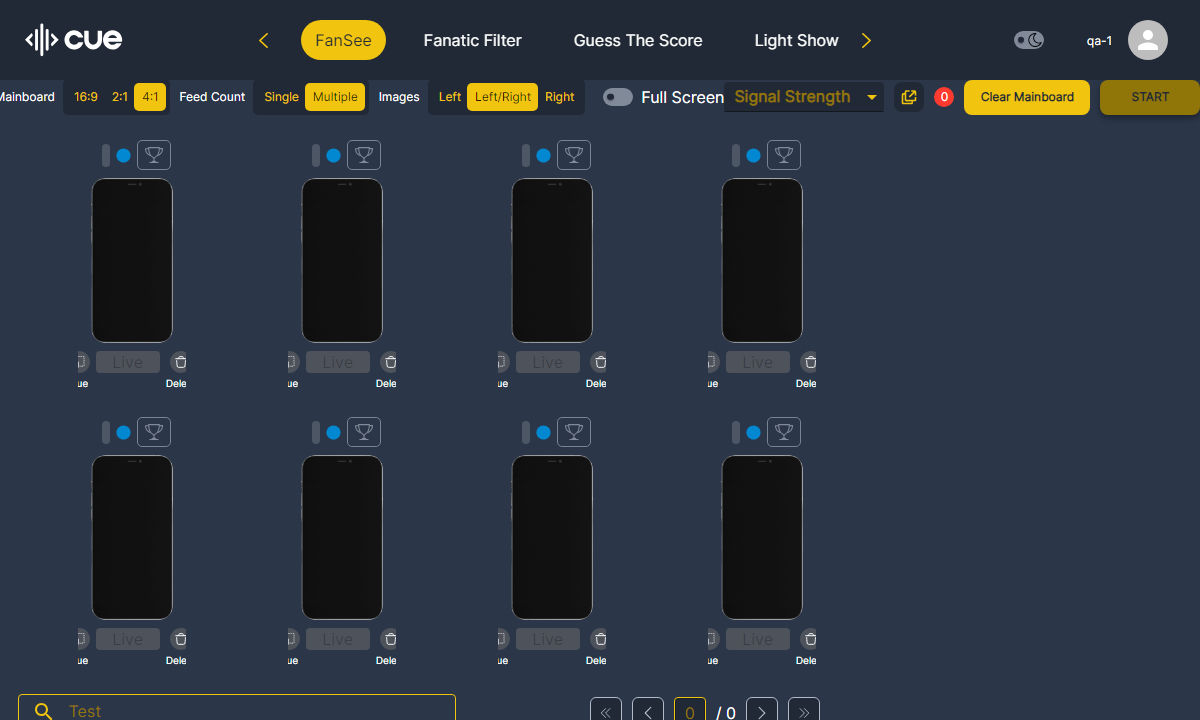 cue
FanSee Fanatic Filter Guess The Score Light Show
qa-1
Mainboard 16:9 2:1 4:1 Feed Count Single Multiple Images Left Left/Right Right Full Screen Signal Strength 0 Clear Mainboard START
Live Live Live Live
ue Dele ue Dele ue Dele ue Dele
Live Live Live Live
ue Dele ue Dele ue Dele ue Dele
Test 0 / 0